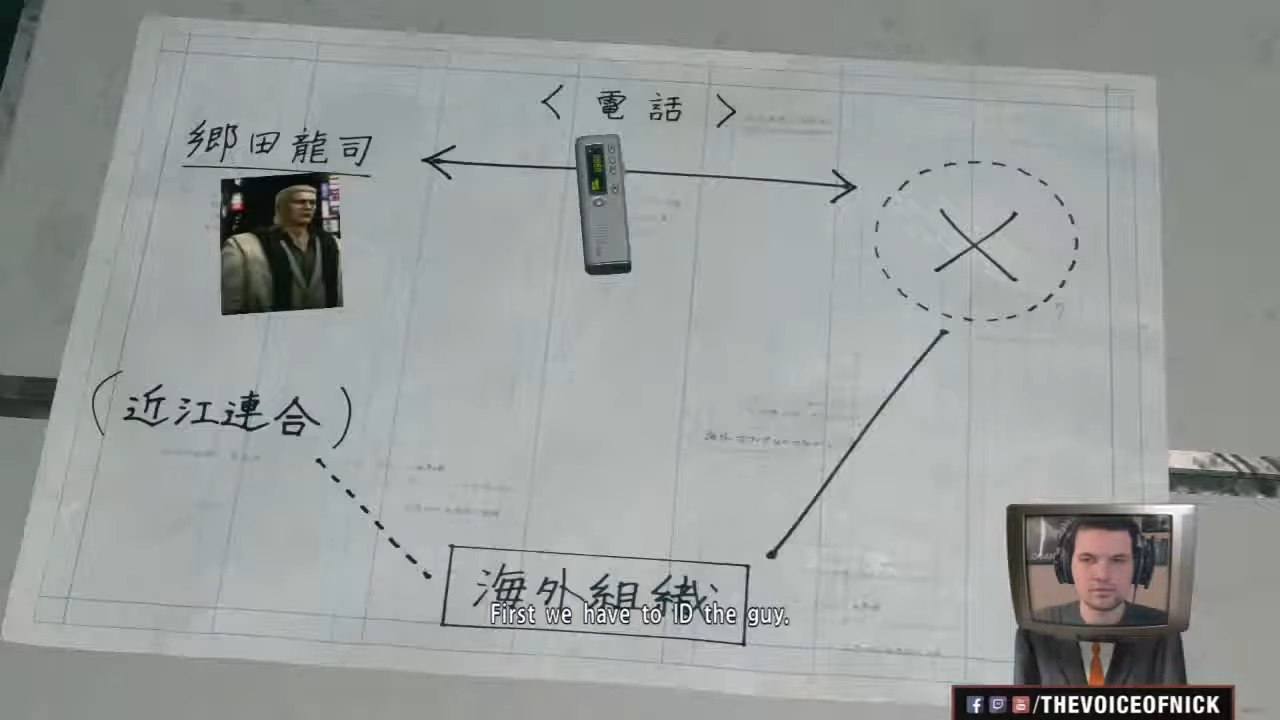 〈 電話 〉
郷田龍司
(近江連合)
海外組織
First we have to ID the guy.
/THEVOICEOFNICK